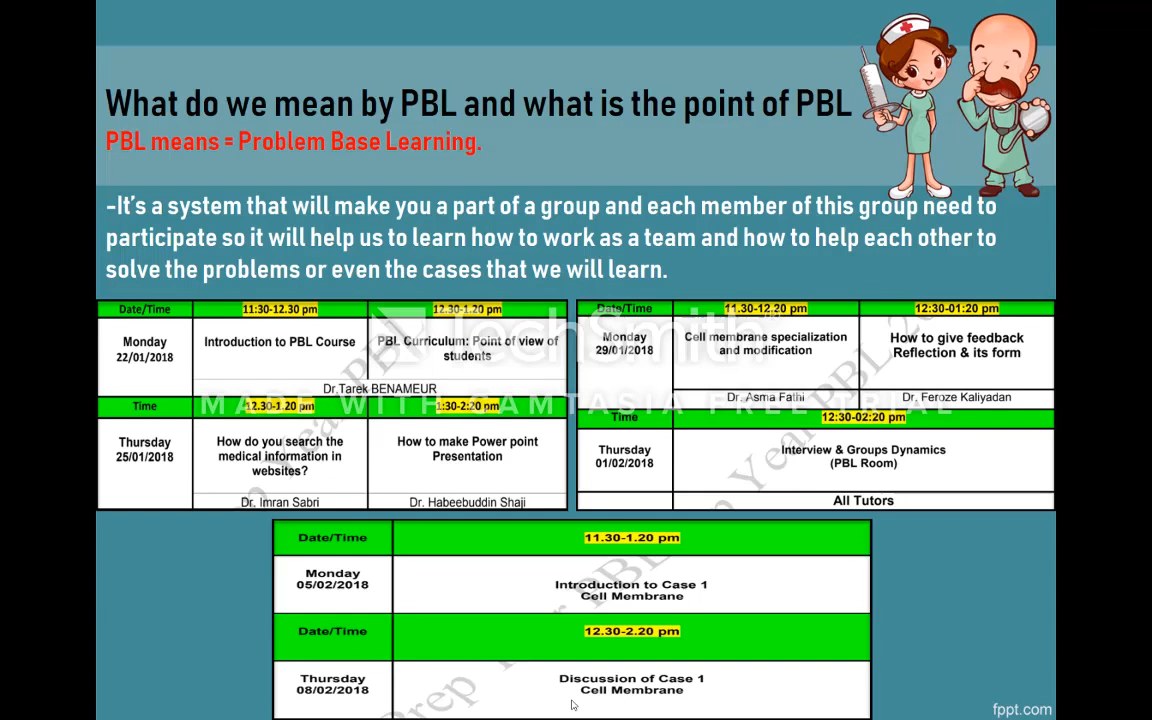 What do we mean by PBL and what is the point of PBL
PBL means = Problem Base Learning.
-It's a system that will make you a part of a group and each member of this group need to
participate so it will help us to learn how to work as a team and how to help each other to
solve the problems or even the cases that we will learn.
Date/Time 11:30-12.30 pm 12.30-1.20 pm
Monday
22/01/2018
Introduction to PBL Course
PBL Curriculum: Point of view of
students
Dr.Tarek BENAMEUR
Time 12.30-1.20 pm 1:30-2:20 pm
Thursday
25/01/2018
How do you search the
medical information in
websites?
How to make Power point
Presentation
Dr. Imran Sabri Dr. Habeebuddin Shaji
Date/Time 11.30-12.20 pm 12:30-01:20 pm
Monday
29/01/2018
Cell membrane specialization
and modification
How to give feedback
Reflection & its form
Dr. Asma Fathi Dr. Feroze Kaliyadan
Time 12:30-02:20 pm
Thursday
01/02/2018
Interview & Groups Dynamics
(PBL Room)
All Tutors
TechSmith
MADE WITH CAMTASIA FREE TRIAL
Date/Time 11.30-1.20 pm
Monday
05/02/2018
Introduction to Case 1
Cell Membrane
Date/Time 12.30-2.20 pm
Thursday
08/02/2018
Discussion of Case 1
Cell Membrane
fppt.com